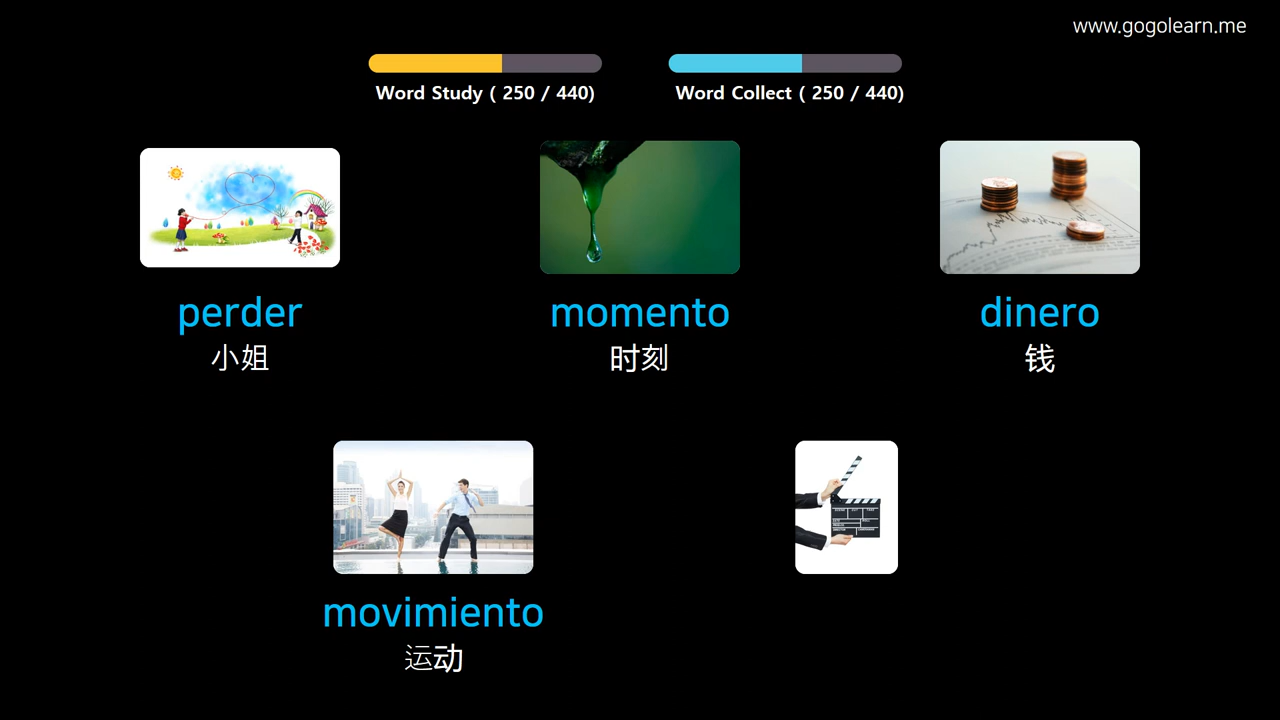 www.gogolearn.me
Word Study ( 250 / 440)
Word Collect ( 250 / 440)
perder
momento
dinero
小姐
时刻
钱
movimiento
运动